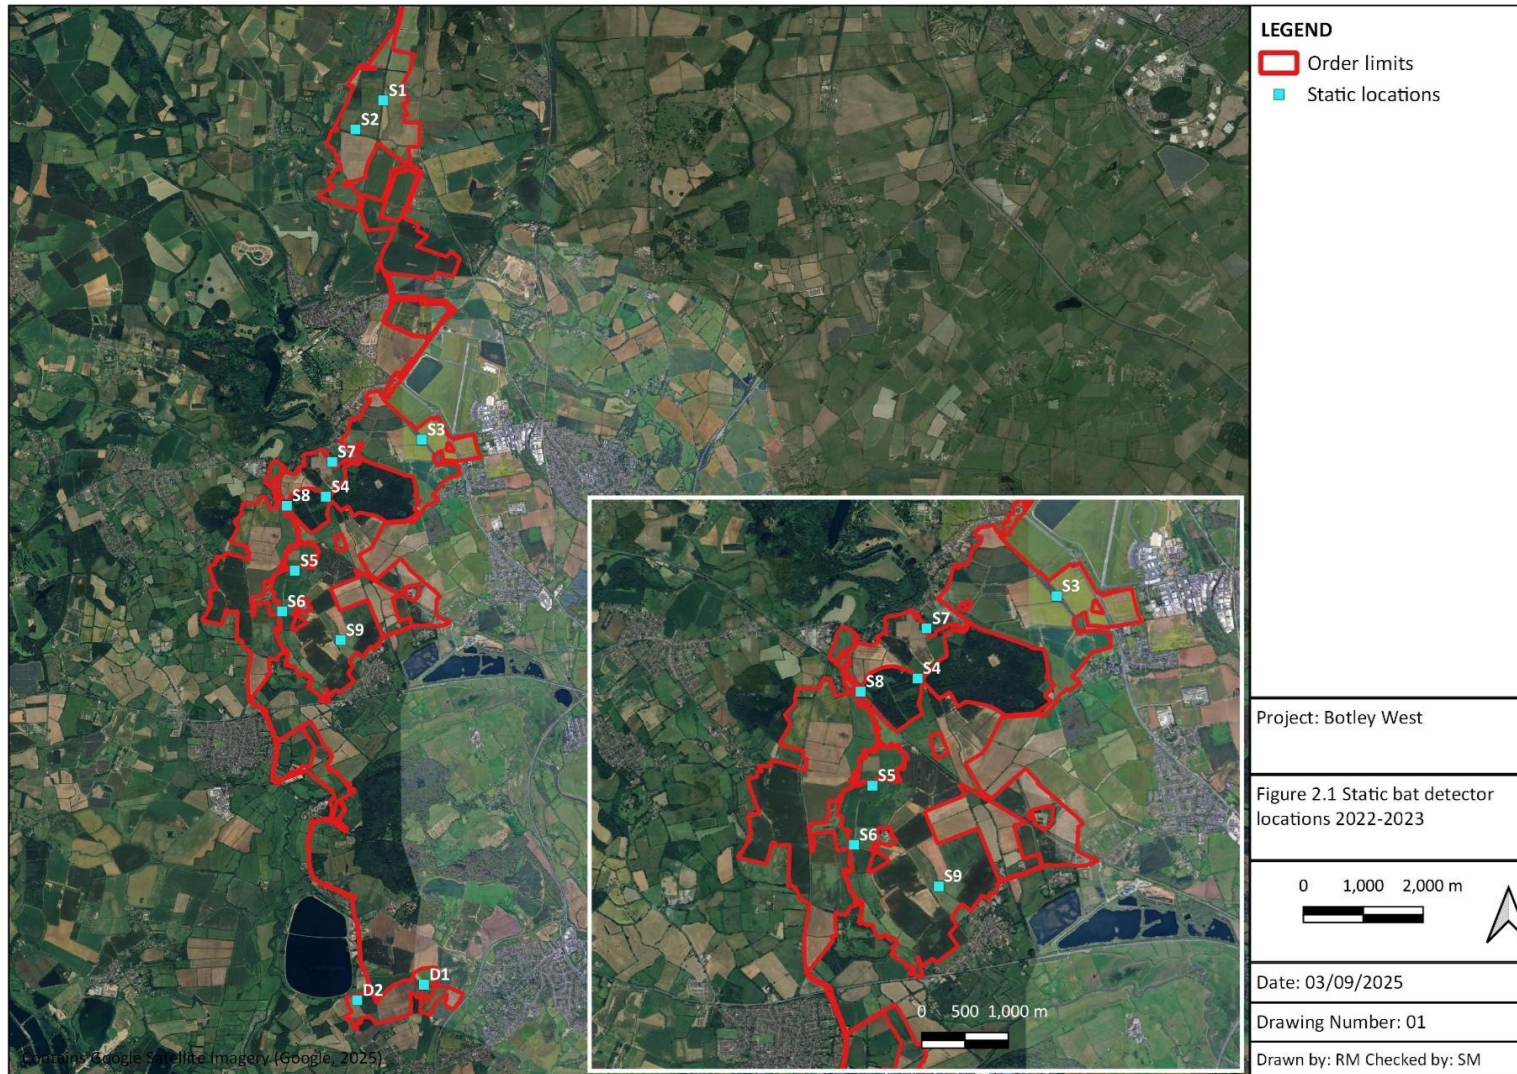 S1
S2
S3
S7
S4
S8
S5
S6
S9
D1
D2
Contains Google Satellite Imagery (Google, 2025)
S3
S7
S4
S8
S5
S6
S9
0 500 1,000 m
LEGEND
Order limits
Static locations
Project: Botley West
Figure 2.1 Static bat detector
locations 2022-2023
0 1,000 2,000 m
Date: 03/09/2025
Drawing Number: 01
Drawn by: RM Checked by: SM